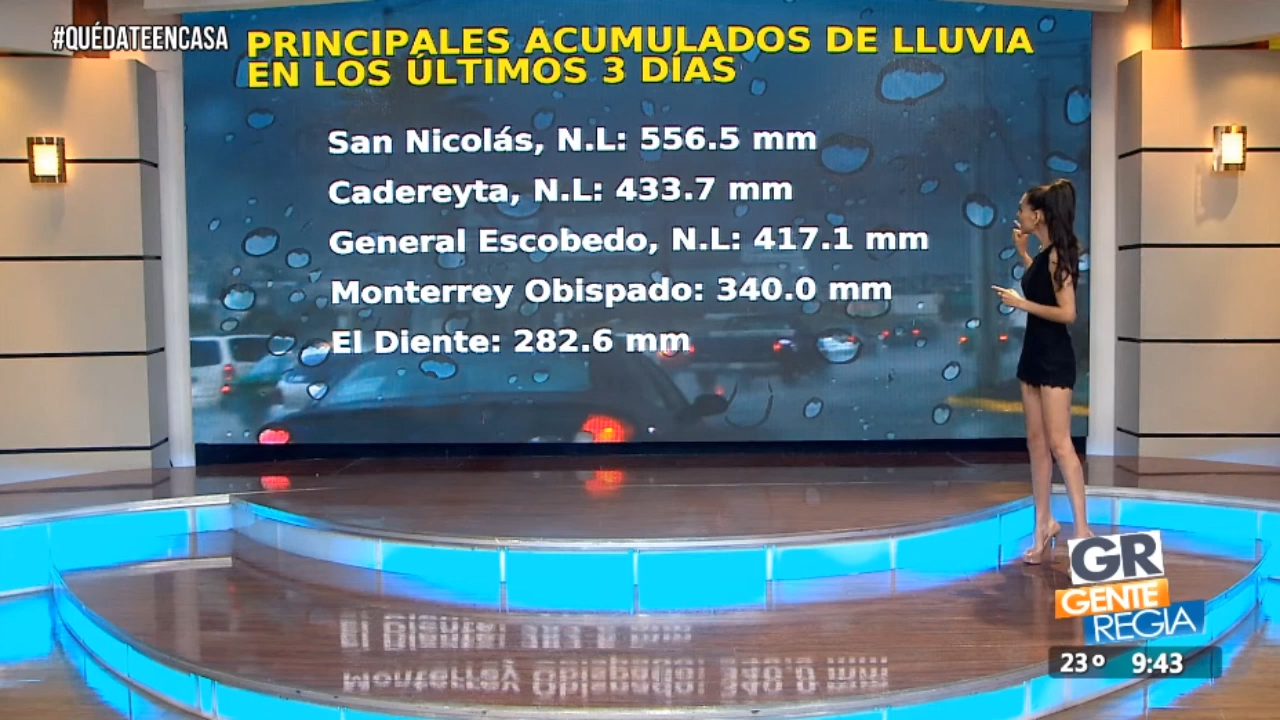 #QUÉDATEENCASA
PRINCIPALES ACUMULADOS DE LLUVIA
EN LOS ÚLTIMOS 3 DÍAS
San Nicolás, N.L: 556.5 mm
Cadereyta, N.L: 433.7 mm
General Escobedo, N.L: 417.1 mm
Monterrey Obispado: 340.0 mm
El Diente: 282.6 mm
GR
GENTE
REGIA
23° 9:43